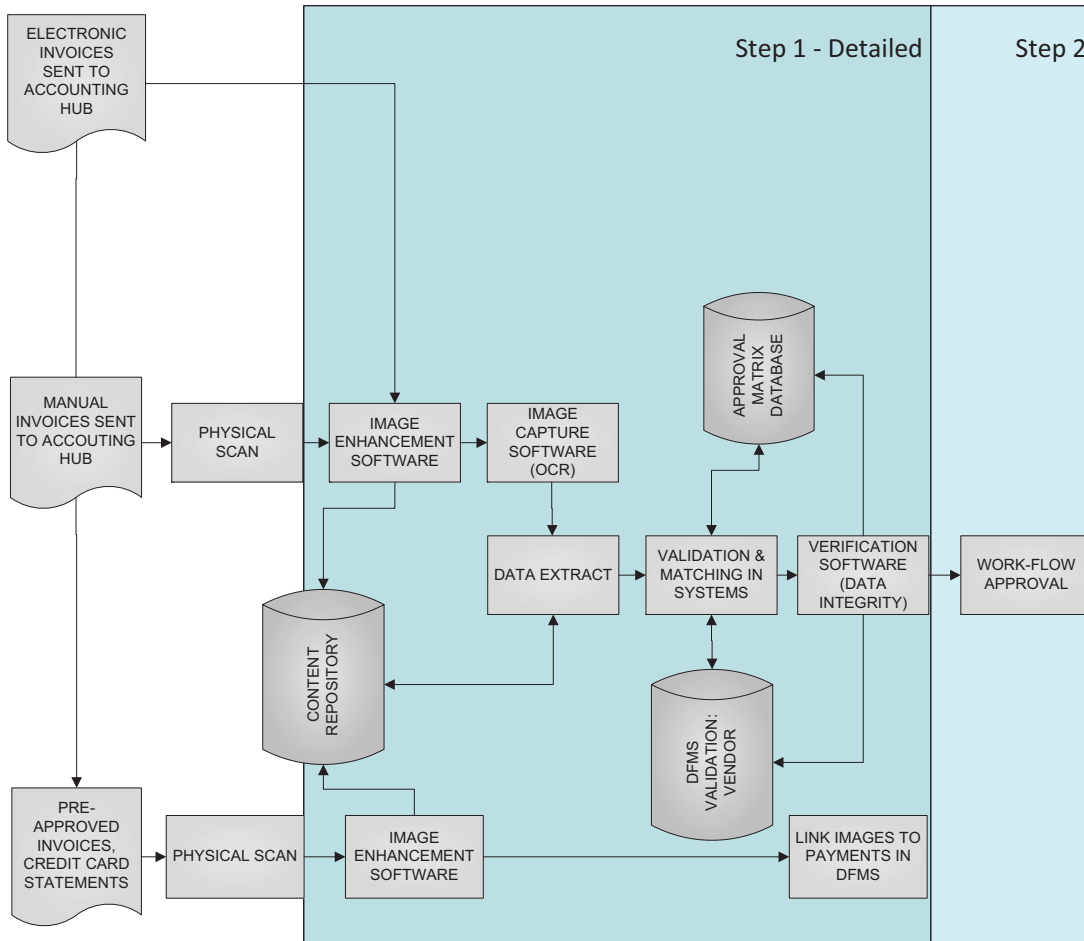 ELECTRONIC
INVOICES
SENT TO
ACCOUNTING
HUB
Step 1 - Detailed
Step 2
MANUAL
INVOICES SENT
TO ACCOUTING
HUB
PHYSICAL
SCAN
IMAGE
ENHANCEMENT
SOFTWARE
IMAGE
CAPTURE
SOFTWARE
(OCR)
APPROVAL
MATRIX
DATABASE
DATA EXTRACT
VALIDATION &
MATCHING IN
SYSTEMS
VERIFICATION
SOFTWARE
(DATA
INTEGRITY)
WORK-FLOW
APPROVAL
CONTENT
REPOSITORY
DFMS
VALIDATION:
VENDOR
PRE-
APPROVED
INVOICES,
CREDIT CARD
STATEMENTS
PHYSICAL SCAN
IMAGE
ENHANCEMENT
SOFTWARE
LINK IMAGES TO
PAYMENTS IN
DFMS